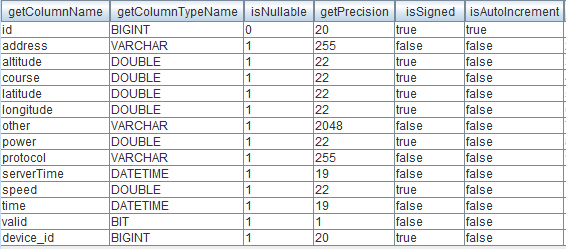 getColumnName getColumnTypeName isNullable getPrecision isSigned isAutoIncrement
id BIGINT 0 20 true true
address VARCHAR 1 255 false false
altitude DOUBLE 1 22 true false
course DOUBLE 1 22 true false
latitude DOUBLE 1 22 true false
longitude DOUBLE 1 22 true false
other VARCHAR 1 2048 false false
power DOUBLE 1 22 true false
protocol VARCHAR 1 255 false false
serverTime DATETIME 1 19 false false
speed DOUBLE 1 22 true false
time DATETIME 1 19 false false
valid BIT 1 1 false false
device_id BIGINT 1 20 true false